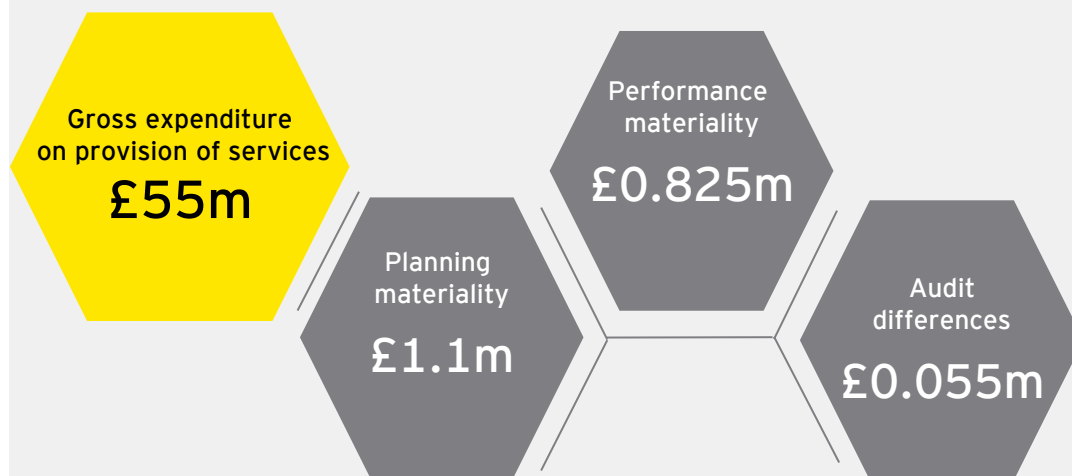 Gross expenditure
on provision of services
£55m
Planning
materiality
£1.1m
Performance
materiality
£0.825m
Audit
differences
£0.055m